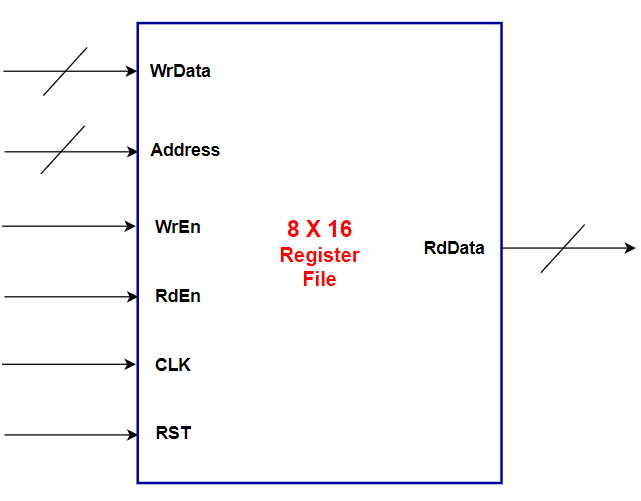 WrData
Address
WrEn
8 X 16
Register
File
RdData
RdEn
CLK
RST